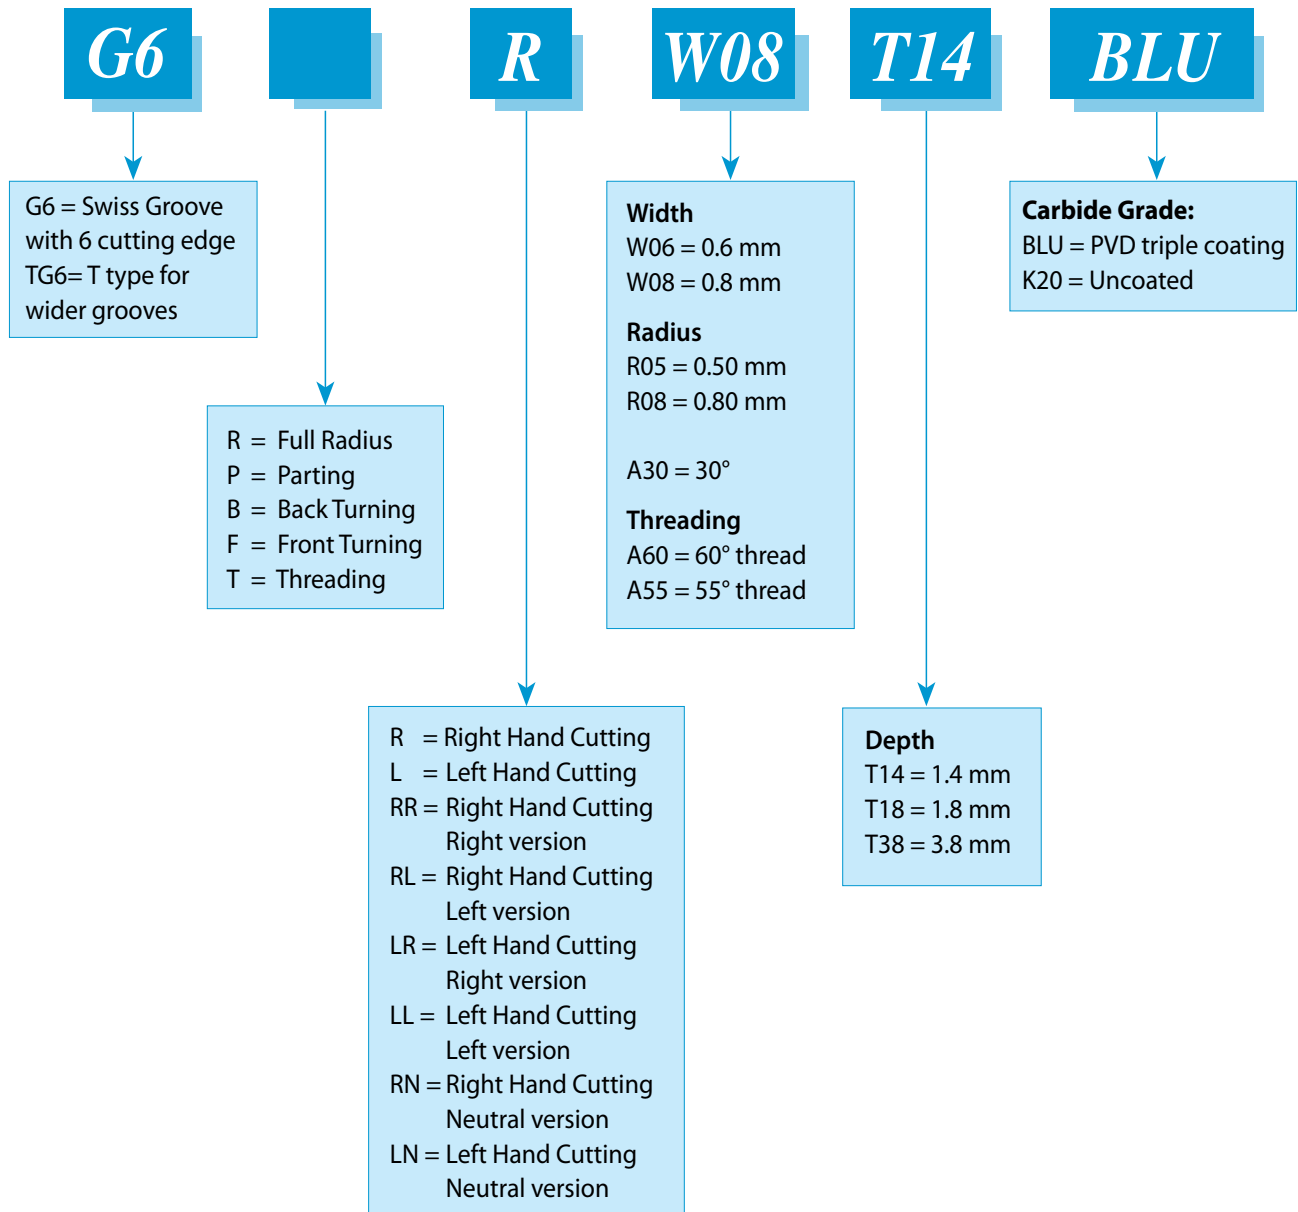 G6 R W08 T14 BLU
G6 = Swiss Groove
with 6 cutting edge
TG6= T type for
wider grooves
R = Full Radius
P = Parting
B = Back Turning
F = Front Turning
T = Threading
R = Right Hand Cutting
L = Left Hand Cutting
RR = Right Hand Cutting
Right version
RL = Right Hand Cutting
Left version
LR = Left Hand Cutting
Right version
LL = Left Hand Cutting
Left version
RN = Right Hand Cutting
Neutral version
LN = Left Hand Cutting
Neutral version
Width
W06 = 0.6 mm
W08 = 0.8 mm
Radius
R05 = 0.50 mm
R08 = 0.80 mm
A30 = 30°
Threading
A60 = 60° thread
A55 = 55° thread
Depth
T14 = 1.4 mm
T18 = 1.8 mm
T38 = 3.8 mm
Carbide Grade:
BLU = PVD triple coating
K20 = Uncoated